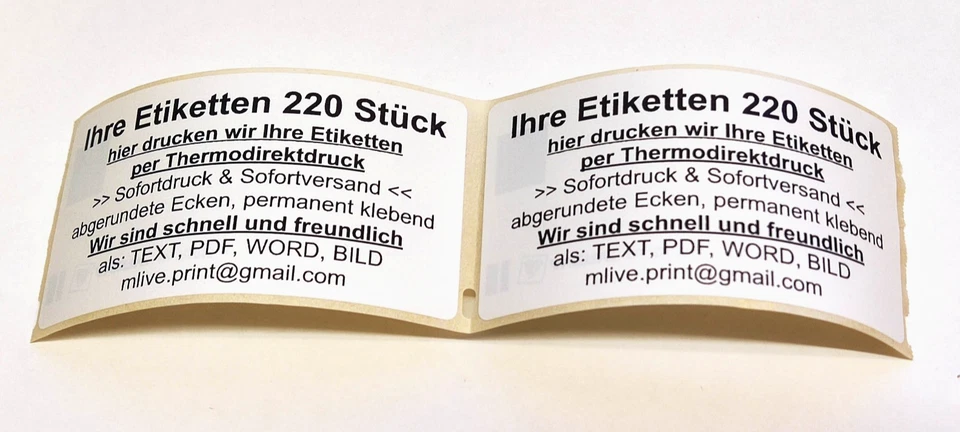 Ihre Etiketten 220 Stück
hier drucken wir Ihre Etiketten
per Thermodirektdruck
>> Sofortdruck & Sofortversand <<
abgerundete Ecken, permanent klebend
Wir sind schnell und freundlich
als: TEXT, PDF, WORD, BILD
mlive.print@gmail.com
Ihre Etiketten 220 Stück
hier drucken wir Ihre Etiketten
per Thermodirektdruck
>> Sofortdruck & Sofortversand <<
abgerundete Ecken, permanent klebend
Wir sind schnell und freundlich
als: TEXT, PDF, WORD, BILD
mlive.print@gmail.com